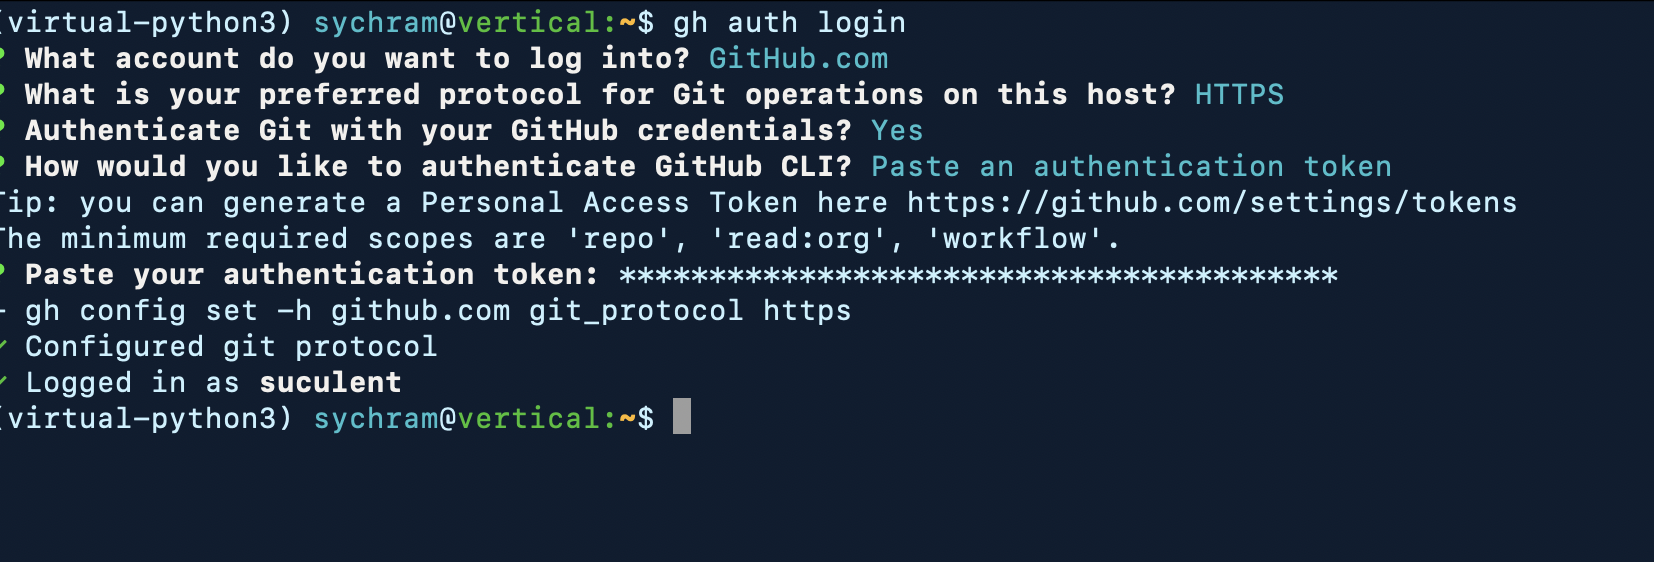 (virtual-python3) sychram@vertical:~$ gh auth login
? What account do you want to log into? GitHub.com
? What is your preferred protocol for Git operations on this host? HTTPS
? Authenticate Git with your GitHub credentials? Yes
? How would you like to authenticate GitHub CLI? Paste an authentication token
Tip: you can generate a Personal Access Token here https://github.com/settings/tokens
The minimum required scopes are 'repo', 'read:org', 'workflow'.
? Paste your authentication token: ****************************************
- gh config set -h github.com git_protocol https
✓ Configured git protocol
✓ Logged in as suculent
(virtual-python3) sychram@vertical:~$